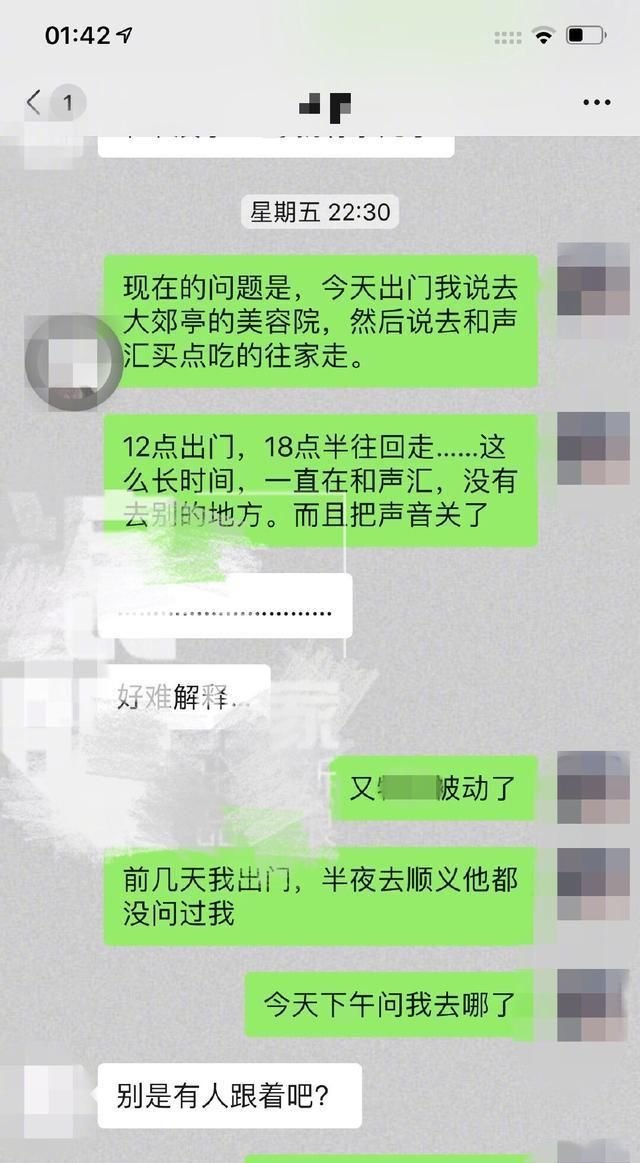 01:42
1
星期五 22:30
现在的问题是，今天出门我说去
大郊亭的美容院，然后说去和声
汇买点吃的往家走。
12点出门，18点半往回走……这
么长时间，一直在和声汇，没有
去别的地方。而且把声音关了
好难解释...
又
被动了
前几天我出门，半夜去顺义他都
没问过我
今天下午问我去哪了
别是有人跟着吧？